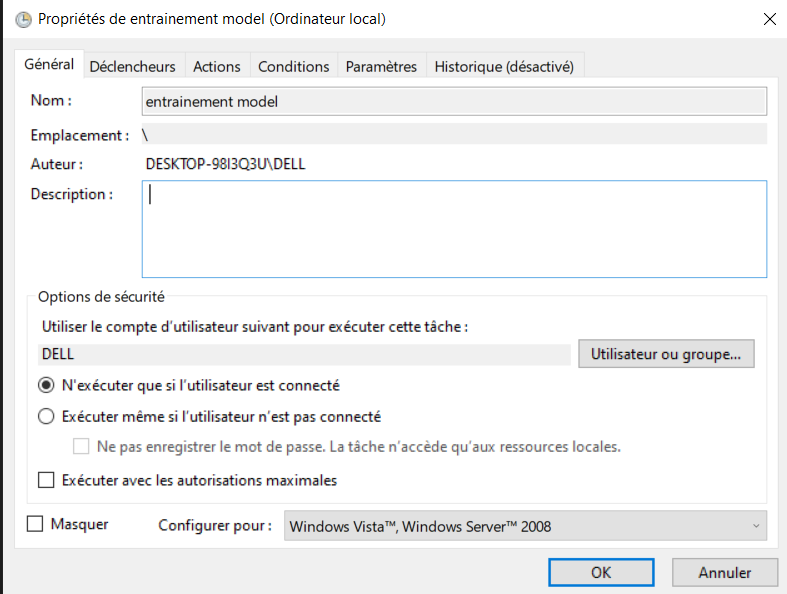 Propriétés de entrainement model (Ordinateur local)
Général Déclencheurs Actions Conditions Paramètres Historique (désactivé)
Nom : entrainement model
Emplacement : \
Auteur : DESKTOP-98I3Q3U\DELL
Description :
Options de sécurité
Utiliser le compte d'utilisateur suivant pour exécuter cette tâche :
DELL Utilisateur ou groupe...
N'exécuter que si l'utilisateur est connecté
Exécuter même si l'utilisateur n'est pas connecté
Ne pas enregistrer le mot de passe. La tâche n'accède qu'aux ressources locales.
Exécuter avec les autorisations maximales
Masquer Configurer pour : Windows Vista™, Windows Server™ 2008
OK Annuler